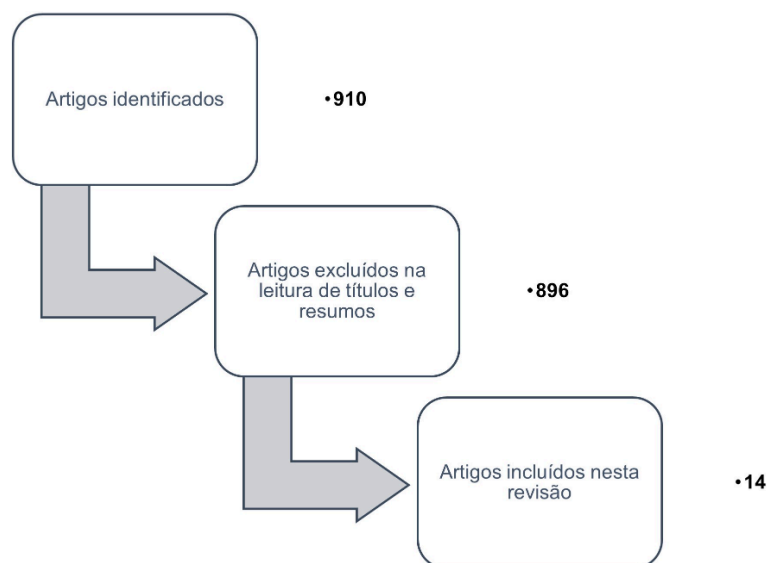 Artigos identificados
•910
Artigos excluídos na
leitura de títulos e
resumos
•896
Artigos incluídos nesta
revisão
•14